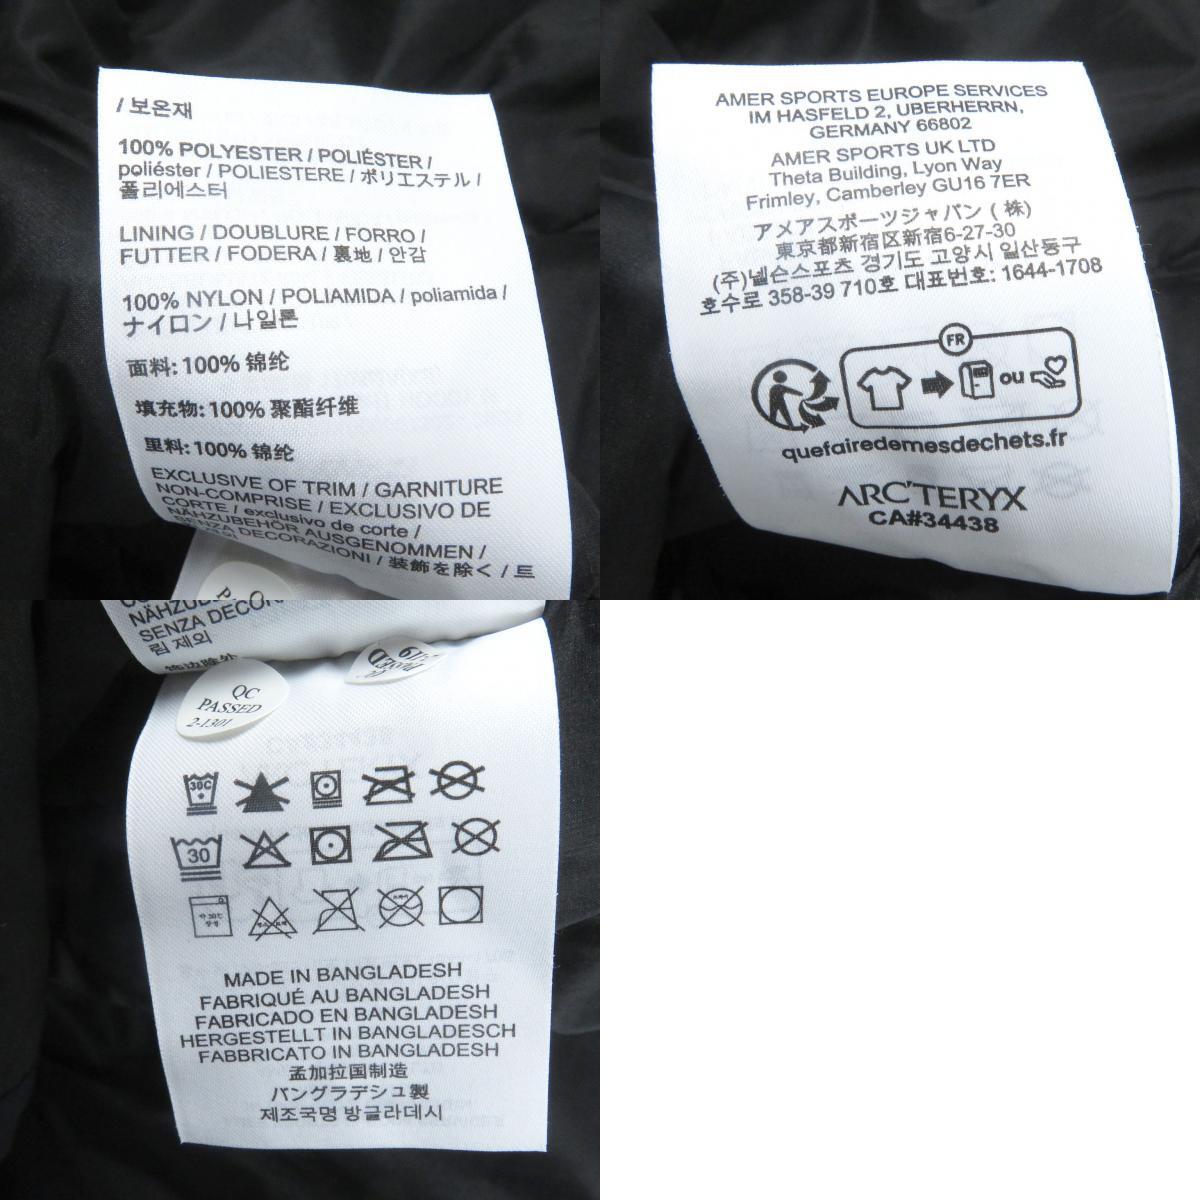 / 보온재
100% POLYESTER / POLIÉSTER /
poliéster / POLIESTERE / ポリエステル /
폴리에스터
LINING / DOUBLURE / FORRO /
FUTTER / FODERA / 裏地 / 안감
100% NYLON / POLIAMIDA / poliamida /
ナイロン / 나일론
面料: 100% 锦纶
填充物: 100% 聚酯纤维
里料: 100% 锦纶
EXCLUSIVE OF TRIM / GARNITURE
NON-COMPRISE / EXCLUSIVO DE
CORTE / exclusivo de corte /
NÄHZUBEHÖR AUSGENOMMEN /
SENZA DECORAZIONI / 装飾を除く / 트
AMER SPORTS EUROPE SERVICES
IM HASFELD 2, UBERHERRN,
GERMANY 66802
AMER SPORTS UK LTD
Theta Building, Lyon Way
Frimley, Camberley GU16 7ER
アメアスポーツジャパン ( 株)
東京都新宿区新宿6-27-30
(주)넬슨스포츠 경기도 고양시 일산동구
호수로 358-39 710호 대표번호: 1644-1708
FR
ou
quefairedemesdechets.fr
ARC'TERYX
CA#34438
NÄHZUB
SENZA DECOR
림 제외
QC
PASSED
2-1301
PASSED
30C
30
MADE IN BANGLADESH
FABRIQUÉ AU BANGLADESH
FABRICADO EN BANGLADESH
HERGESTELLT IN BANGLADESCH
FABBRICATO IN BANGLADESH
孟加拉国制造
バングラデシュ製
제조국명 방글라데시